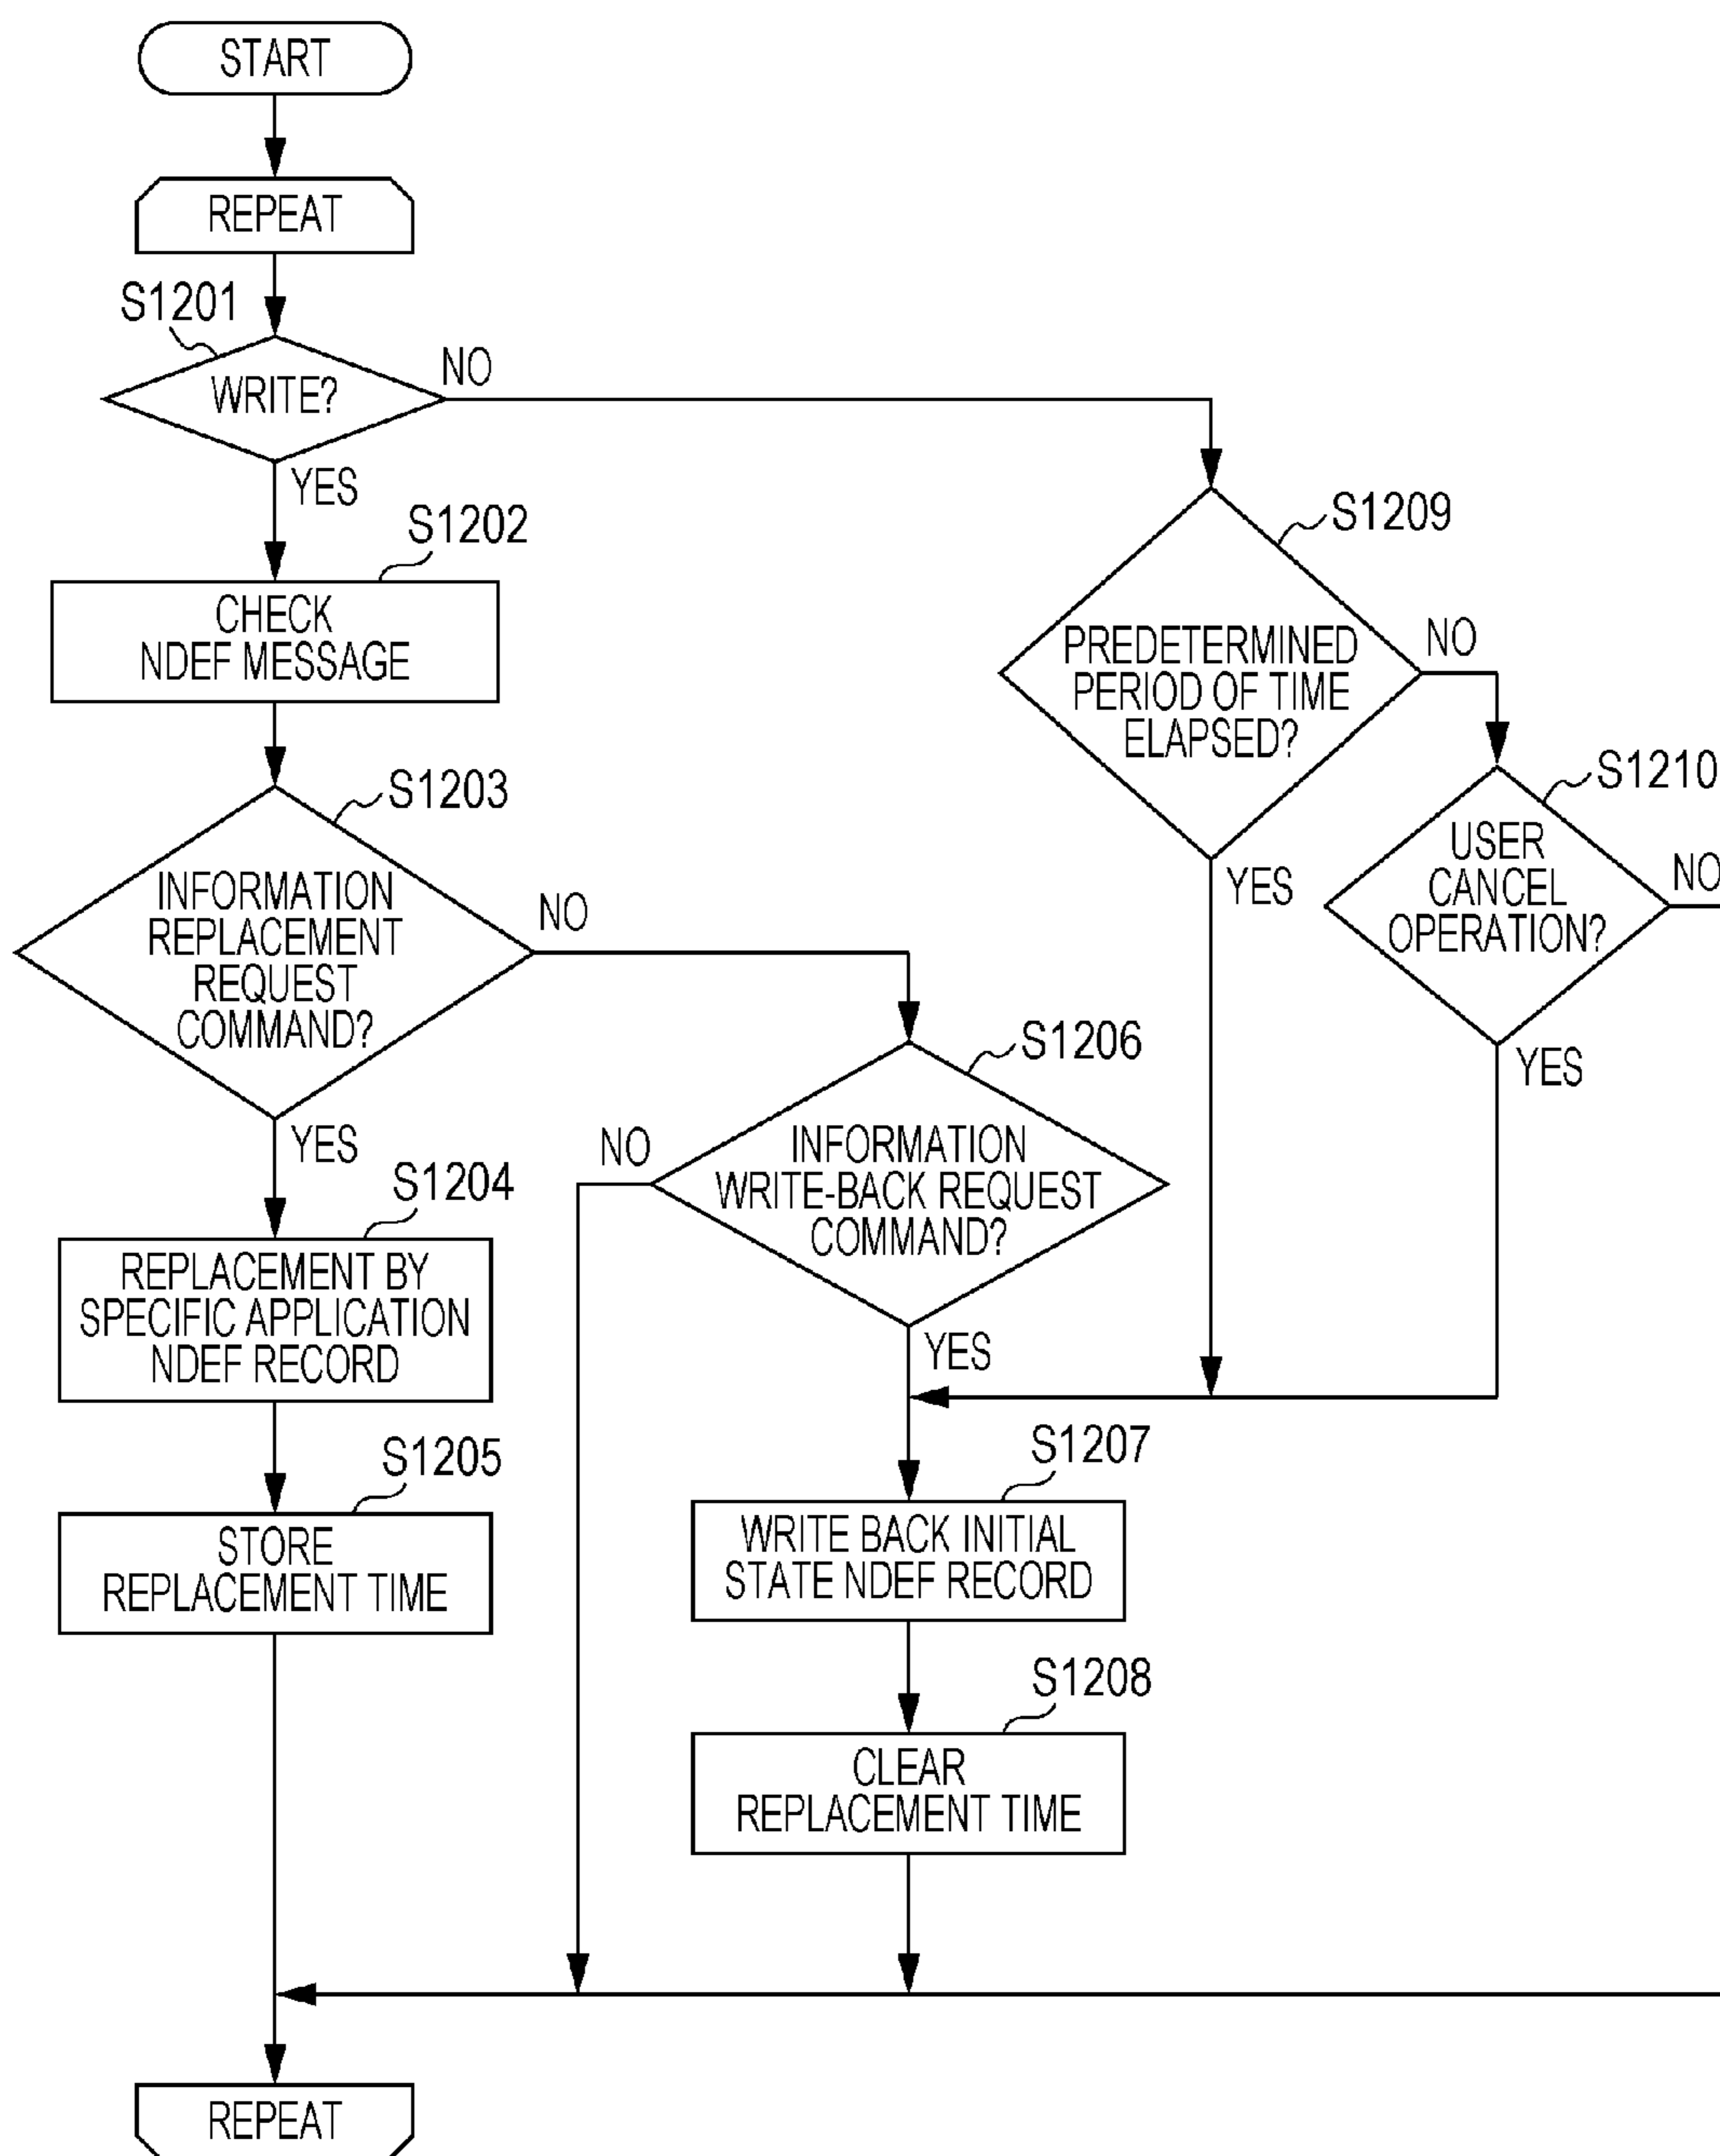 START
REPEAT
S1201
WRITE?
NO
YES
S1202
CHECK
NDEF MESSAGE
S1203
INFORMATION
REPLACEMENT
REQUEST
COMMAND?
NO
YES
S1204
REPLACEMENT BY
SPECIFIC APPLICATION
NDEF RECORD
S1205
STORE
REPLACEMENT TIME
S1206
INFORMATION
WRITE-BACK REQUEST
COMMAND?
NO
YES
S1207
WRITE BACK INITIAL
STATE NDEF RECORD
S1208
CLEAR
REPLACEMENT TIME
S1209
PREDETERMINED
PERIOD OF TIME
ELAPSED?
NO
YES
S1210
USER
CANCEL
OPERATION?
NO
YES
REPEAT